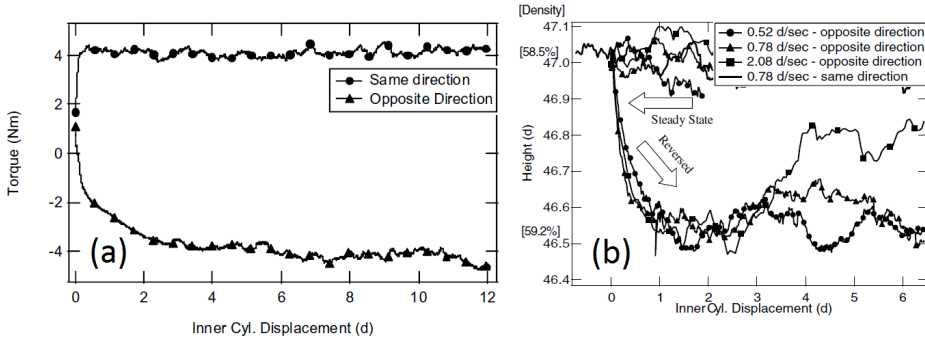 4
2
0
-2
-4
Torque (Nm)
Same direction
Opposite Direction
(a)
0
2
4
6
8
10
12
Inner Cyl. Displacement (d)
[Density]
47.1
[58.5%]
47.0
46.9
46.8
46.7
46.6
[59.2%]
46.5
46.4
Height (d)
0.52 d/sec - opposite direction
0.78 d/sec - opposite direction
2.08 d/sec - opposite direction
0.78 d/sec - same direction
Steady State
Reversed
(b)
0
1
2
3
4
5
6
Inner Cyl. Displacement (d)